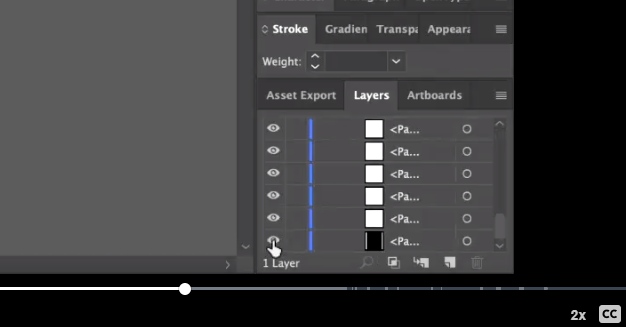 Stroke Gradien Transpa Appeara
Weight:
Asset Export Layers Artboards
<Pa...
<Pa...
<Pa...
<Pa...
<Pa...
<Pa...
1 Layer
2x CC